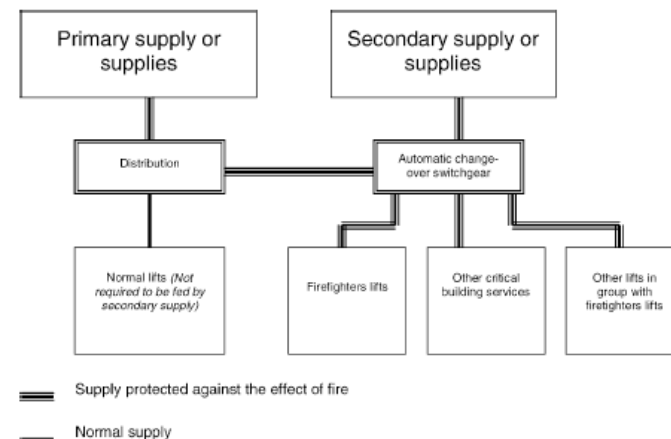 Primary supply or
supplies
Secondary supply or
supplies
Distribution
Automatic change-
over switchgear
Normal lifts (Not
required to be fed by
secondary supply)
Firefighters lifts
Other critical
building services
Other lifts in
group with
firefighters lifts
Supply protected against the effect of fire
Normal supply